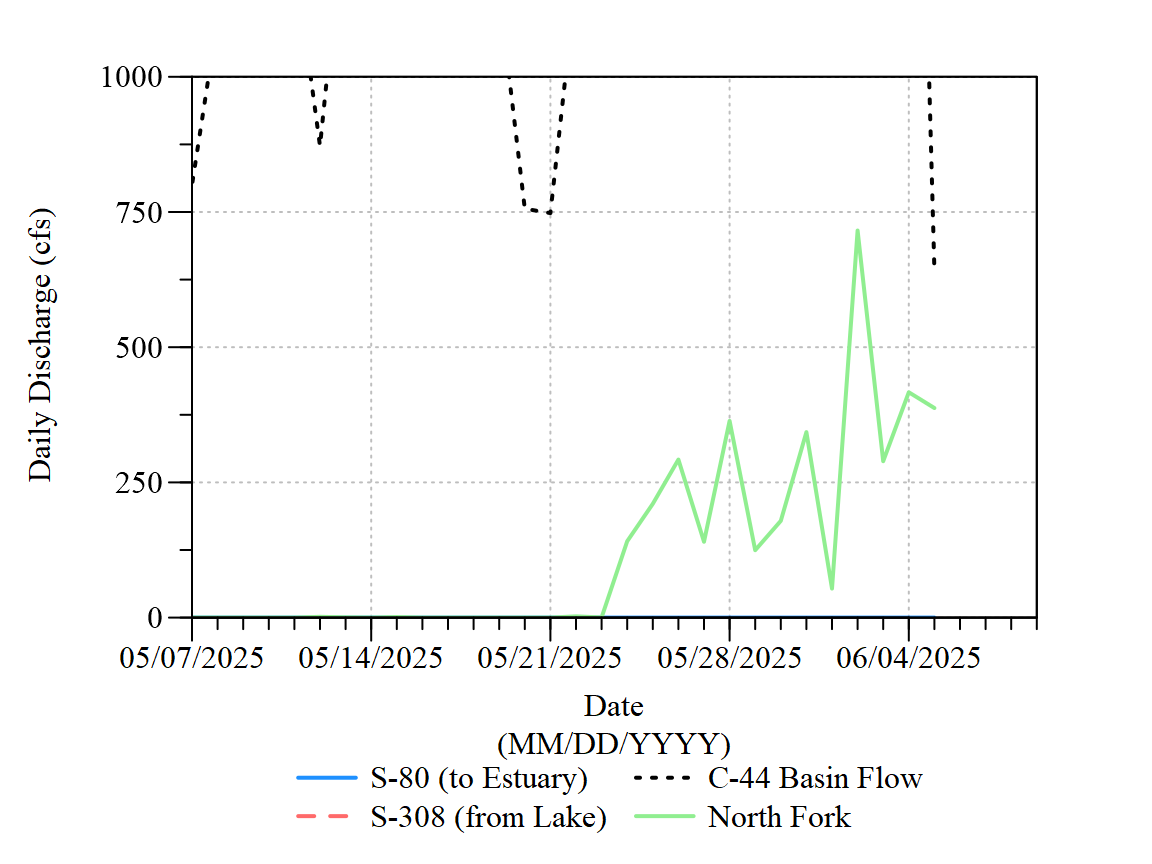 1000
750
500
250
0
Daily Discharge (cfs)
05/07/2025 05/14/2025 05/21/2025 05/28/2025 06/04/2025
Date
(MM/DD/YYYY)
S-80 (to Estuary) C-44 Basin Flow
S-308 (from Lake) North Fork